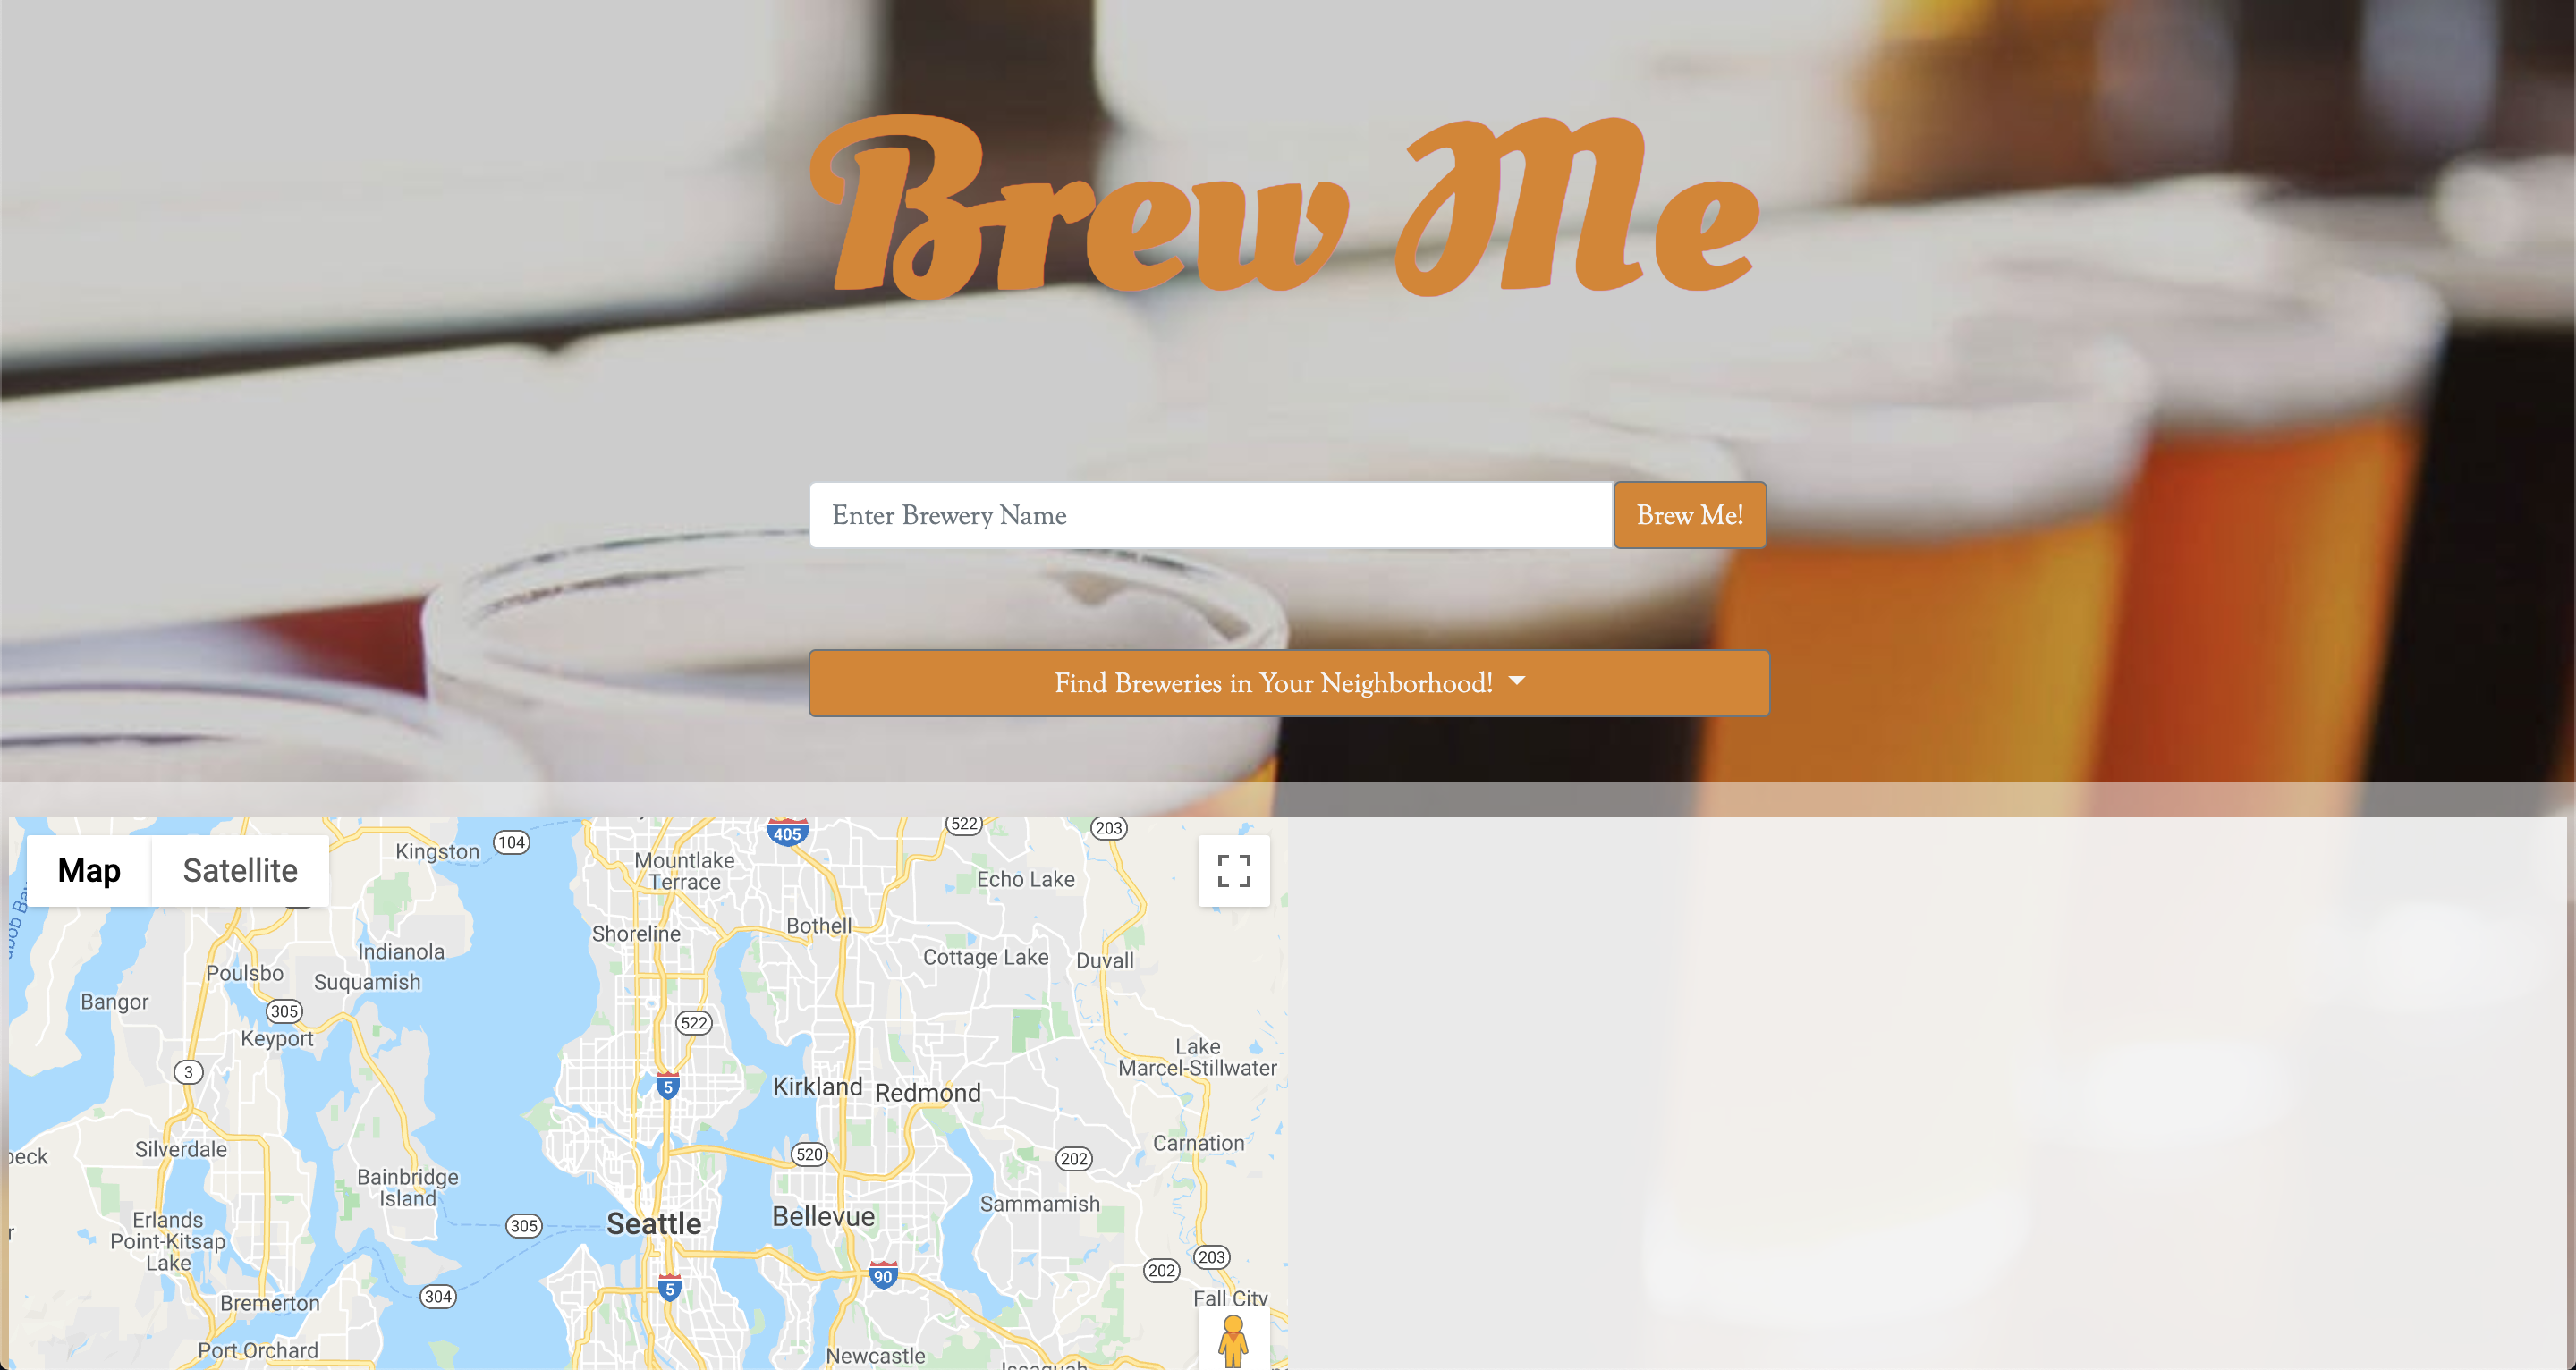 Brew Me
Enter Brewery Name
Brew Me!
Find Breweries in Your Neighborhood!
Map
Satellite
Kingston
104
405
522
203
Mountlake
Terrace
Echo Lake
Shoreline
Bothell
Indianola
Cottage Lake
Duvall
Poulsbo
Suquamish
Bangor
305
Keyport
522
Lake
Marcel-Stillwater
3
5
Kirkland
Redmond
Silverdale
520
202
Carnation
Bainbridge
Island
Sammamish
Erlands
Point-Kitsap
Lake
305
Seattle
Bellevue
203
202
90
5
304
Bremerton
Fall City
Port Orchard
Newcastle